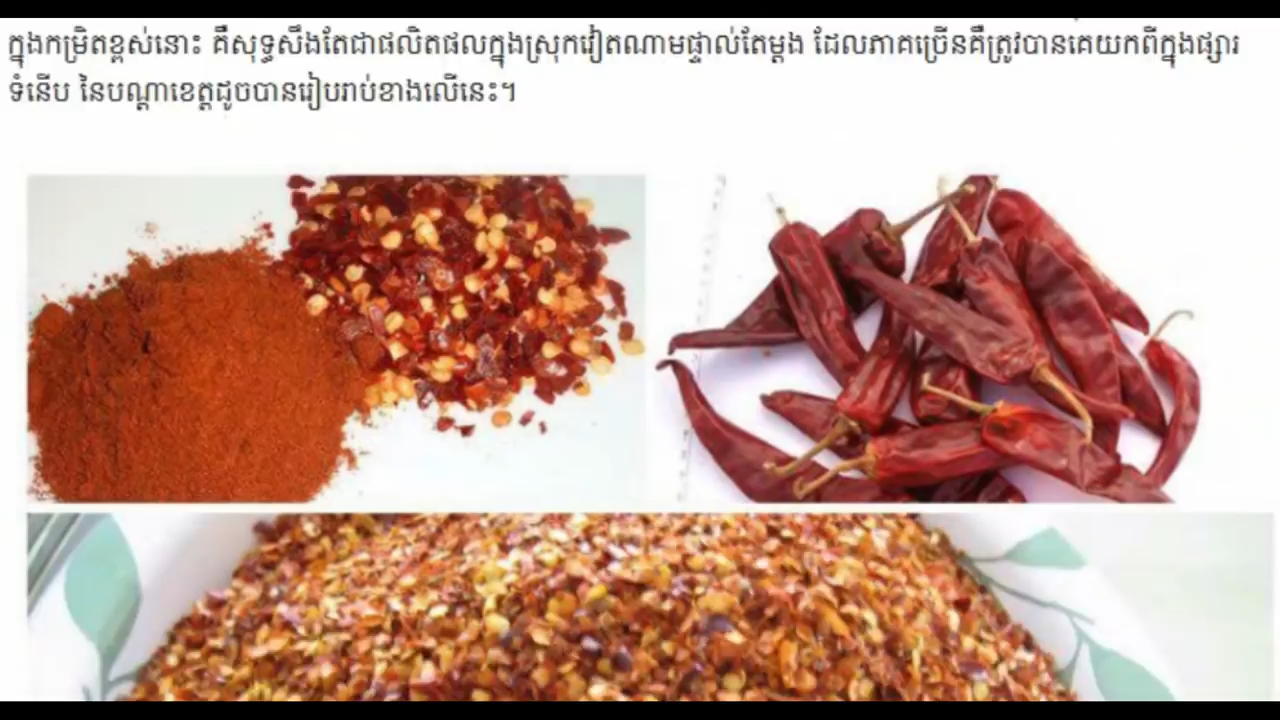 ក្នុងកម្រិតខ្ពស់នោះ គឺសុទ្ធសឹងតែជាផលិតផលក្នុងស្រុកវៀតណាមផ្ទាល់តែម្ដង ដែលភាគច្រើនគឺត្រូវបានគេយកពីក្នុងផ្សារ
ទំនើប នៃបណ្ដាខេត្តដូចបានរៀបរាប់ខាងលើនេះ។